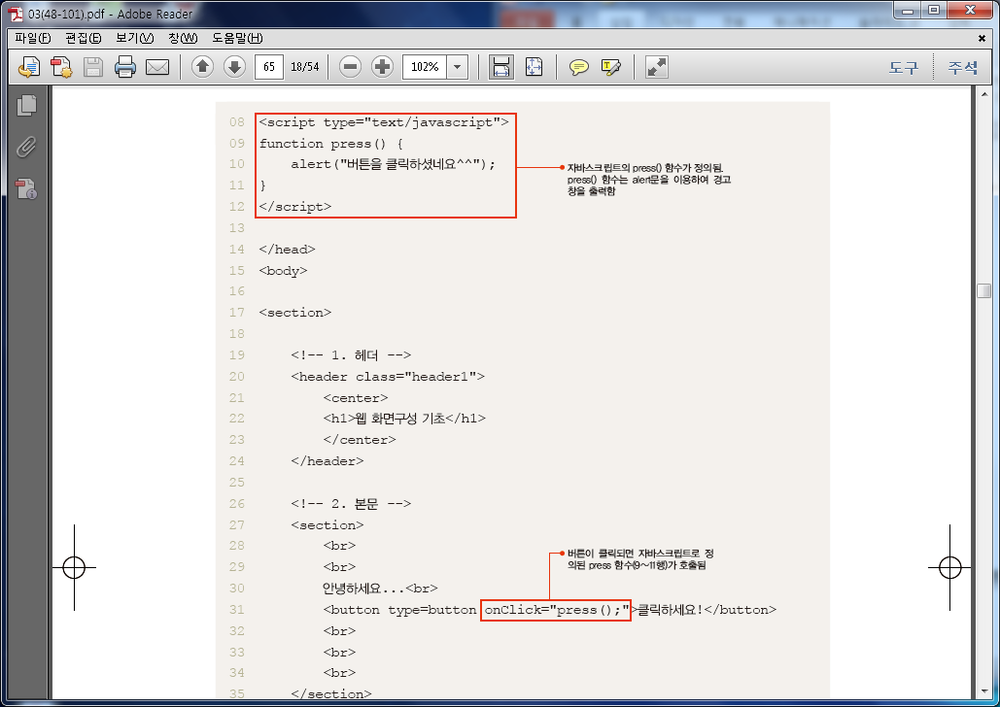 03(48-101).pdf - Adobe Reader
파일(F) 편집(E) 보기(V) 창(W) 도움말(H)
65 18/54 102% 도구 주석
08 <script type="text/javascript">
09 function press() {
10 alert("버튼을 클릭하셨네요^^");
11 }
12 </script>
자바스크립트의 press() 함수가 정의됨.
press() 함수는 alert문을 이용하여 경고
창을 출력함
13
14 </head>
15 <body>
16
17 <section>
18
19 <!-- 1. 헤더 -->
20 <header class="header1">
21 <center>
22 <h1>웹 화면구성 기초</h1>
23 </center>
24 </header>
25
26 <!-- 2. 본문 -->
27 <section>
28 <br>
버튼이 클릭되면 자바스크립트로 정
의된 press 함수(9~11행)가 호출됨
29 <br>
30 안녕하세요...<br>
31 <button type=button onClick="press();">클릭하세요!</button>
32 <br>
33 <br>
34 <br>
35 </section>